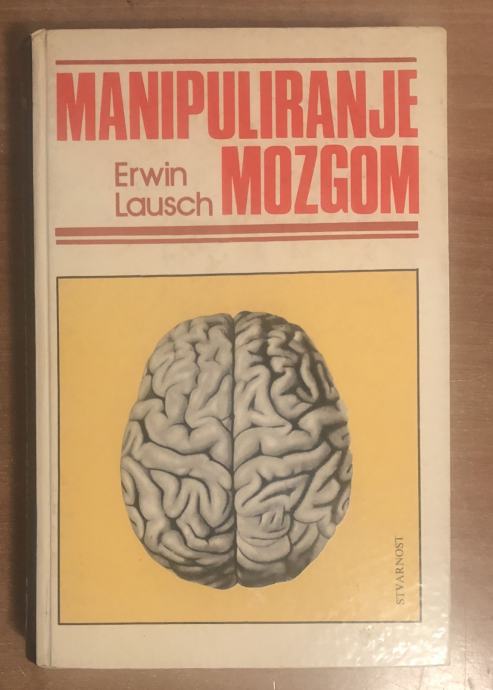 MANIPULIRANJE
Erwin
Lausch
MOZGOM
STVARNOST